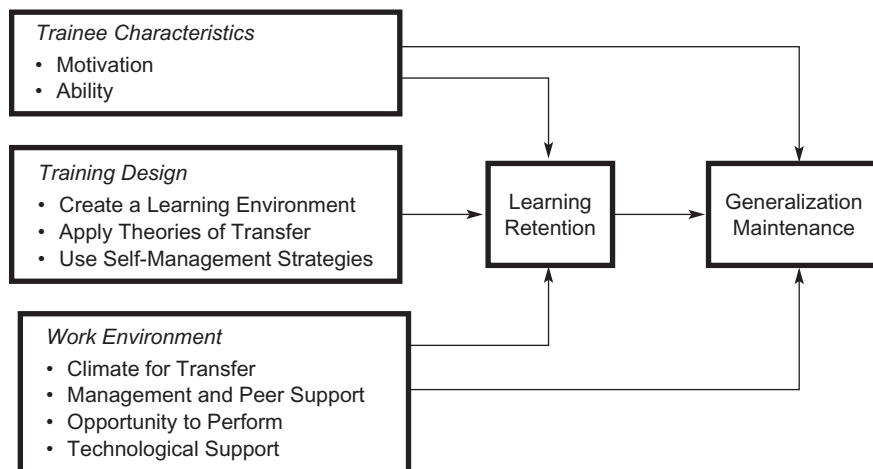 Trainee Characteristics
• Motivation
• Ability
Training Design
• Create a Learning Environment
• Apply Theories of Transfer
• Use Self-Management Strategies
Learning
Retention
Generalization
Maintenance
Work Environment
• Climate for Transfer
• Management and Peer Support
• Opportunity to Perform
• Technological Support